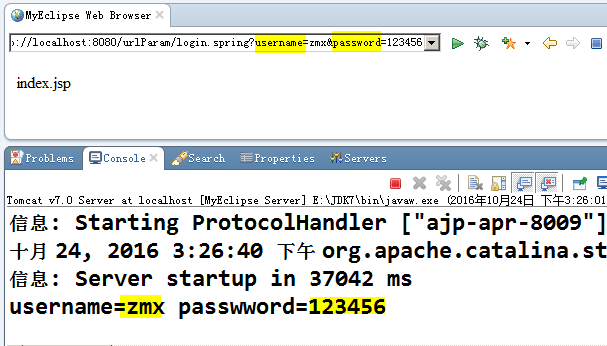 MyEclipse Web Browser
p://localhost:8080/urlParam/login.spring?username=zmx&password=123456
index.jsp
Problems Console Search Properties Servers
Tomcat v7.0 Server at localhost [MyEclipse Server] E:\JDK7\bin\javaw.exe (2016年10月24日 下午3:26:01
信息: Starting ProtocolHandler ["ajp-apr-8009"]
十月 24, 2016 3:26:40 下午 org.apache.catalina.st
信息: Server startup in 37042 ms
username=zmx passwword=123456